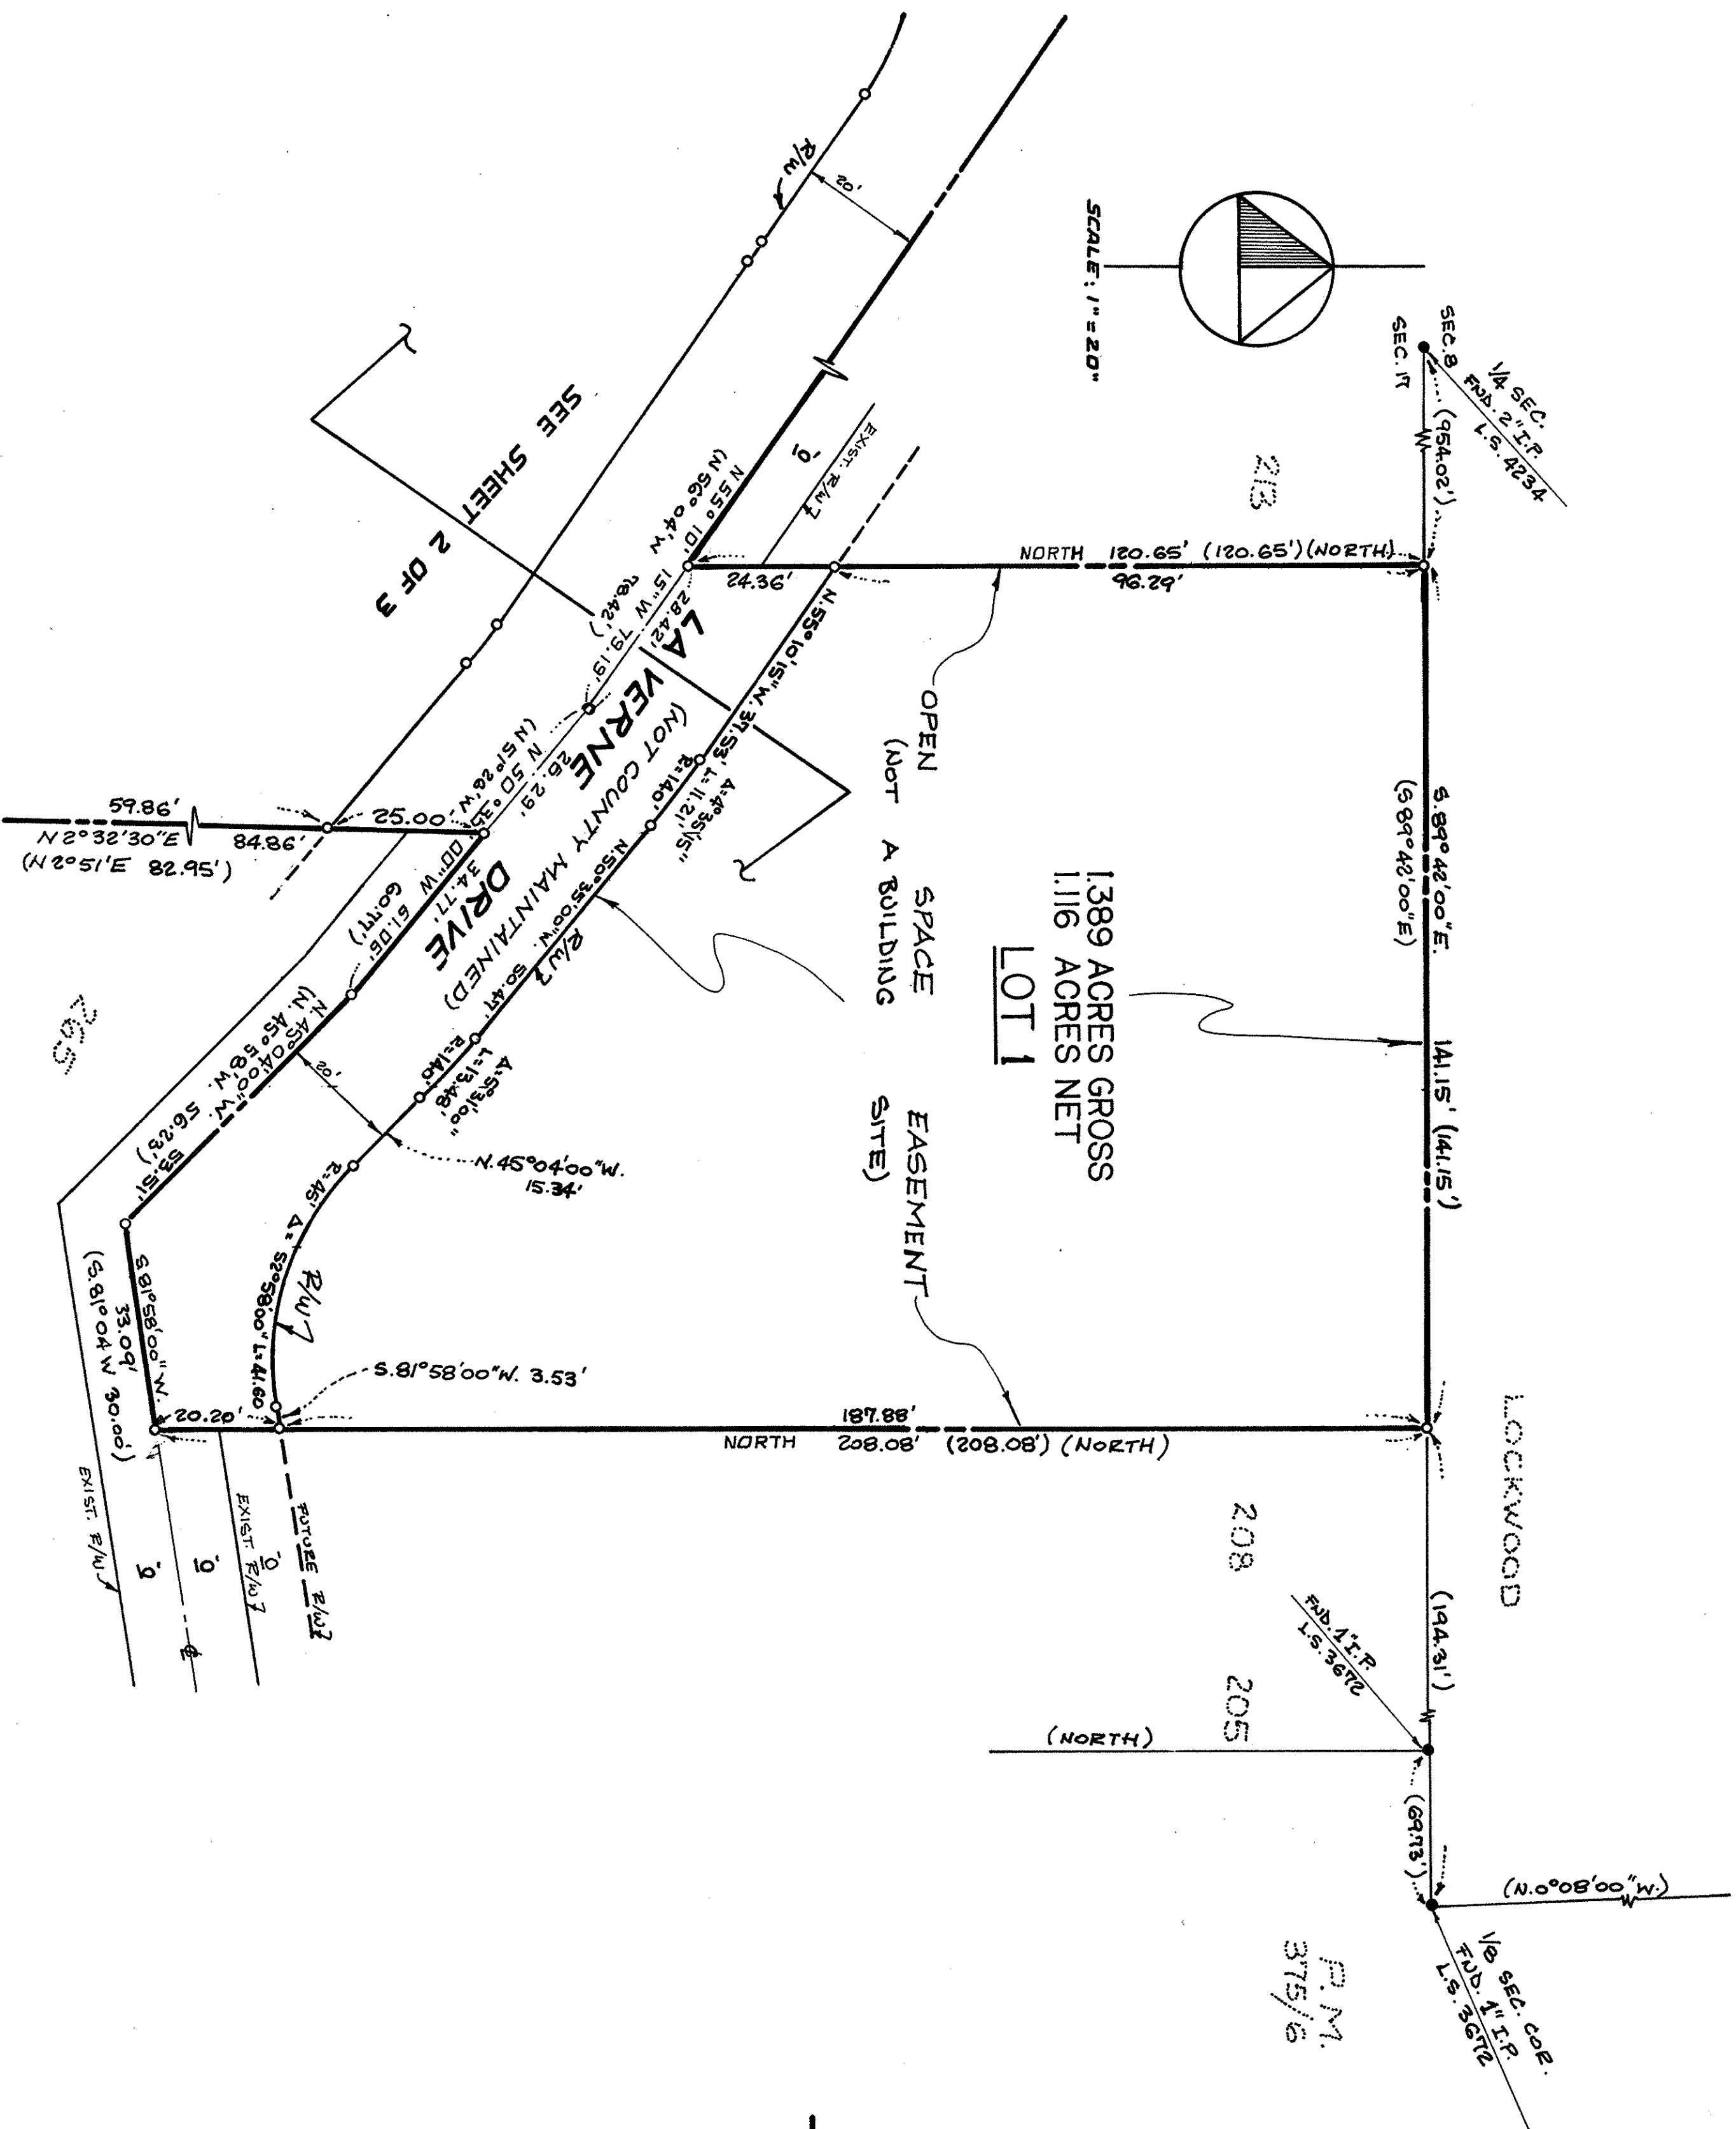 SCALE: 1" = 20"
1/4 SEC.
FND. 2" I.P.
L.S. 4234
SEC. 8
SEC. 17
(954.02')
213
LOCKWOOD
S.89°42'00"E. 141.15' (141.15')
(S89°42'00"E)
(194.31')
(69.73')
(N.0°08'00"W.)
1/8 SEC. COR.
FND. 1" I.P.
L.S. 3672
FND. 1" I.P.
L.S. 3672
208
205
(NORTH)
P.M.
375/6
NORTH 120.65' (120.65') (NORTH)
96.29'
24.36'
1.389 ACRES GROSS
1.116 ACRES NET
LOT 1
OPEN SPACE EASEMENT
(NOT A BUILDING SITE)
187.88'
NORTH 208.08' (208.08') (NORTH)
20.20'
R/W
20'
EXIST. R/W
10'
N 55° 10' 15" W 79.19'
(N 56° 04' W 78.42')
28.42'
N.55°10'15"W. 37.53'
Δ=4°35'15"
L=11.21'
R=140'
N.50°35'00"W. 50.47'
R/W
Δ=5°31'00"
L=13.48'
R=140'
N.45°04'00"W.
15.34'
R=45' Δ=52°58'00" L=41.60
R/W
S.81°58'00"W. 3.53'
LA VERNE DRIVE
(NOT COUNTY MAINTAINED)
26.29'
N 50° 35' 00" W 61.06'
(N 51° 26' W. 60.77')
34.77'
N. 45°04'00"W. 56.23')
(N. 45° 58' W.
53.51'
20'
S 81°58'00" W.
33.09'
(S.81°04 W 30.00')
SEE SHEET 2 OF 3
25.00'
59.86'
84.86'
N 2°32'30"E
(N 2°51'E 82.95')
265
EXIST. R/W
10'
10'
EXIST. R/W
10'
FUTURE R/W